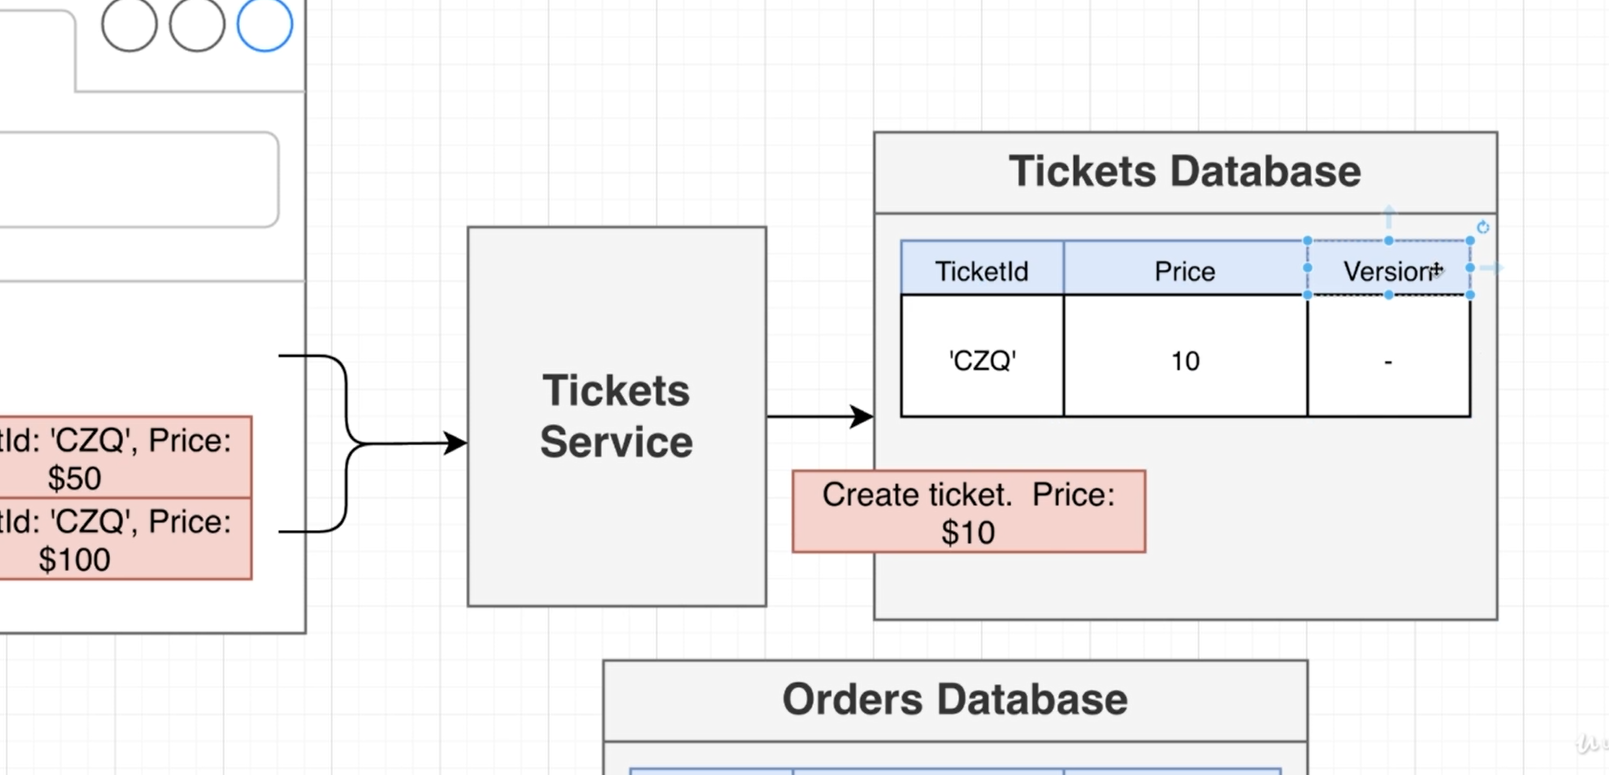 Tickets Database
TicketId
Price
Version
'CZQ'
10
-
Tickets
Service
tId: 'CZQ', Price:
$50
tId: 'CZQ', Price:
$100
Create ticket.  Price:
$10
Orders Database